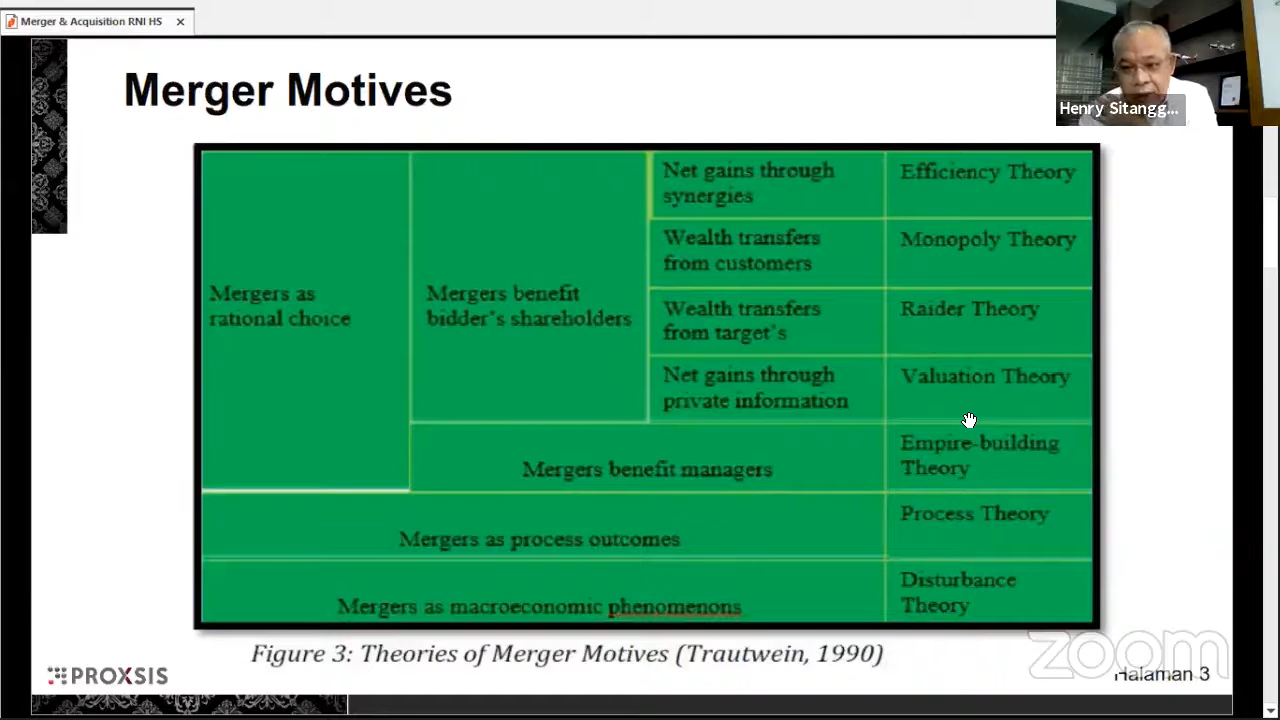 Merger & Acquisition RNI HS
Henry Sitangg...
Merger Motives
Mergers as
rational choice
Mergers benefit
bidder's shareholders
Net gains through
synergies
Efficiency Theory
Wealth transfers
from customers
Monopoly Theory
Wealth transfers
from target's
Raider Theory
Net gains through
private information
Valuation Theory
Mergers benefit managers
Empire-building
Theory
Mergers as process outcomes
Process Theory
Mergers as macroeconomic phenomenons
Disturbance
Theory
Figure 3: Theories of Merger Motives (Trautwein, 1990)
zoom
PROXSIS
Halaman 3